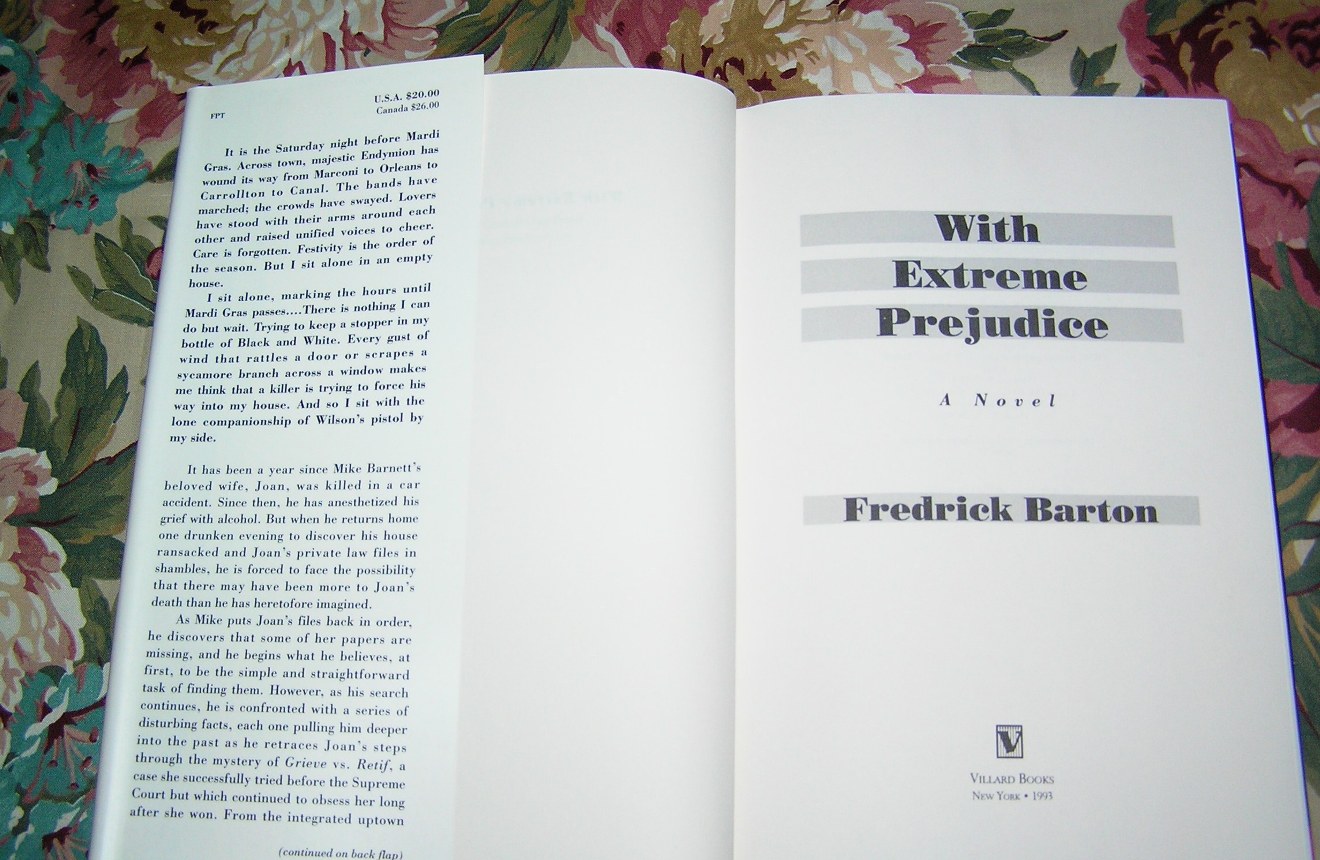 FPT
U.S.A. $20.00
Canada $26.00
It is the Saturday night before Mardi
Gras. Across town, majestic Endymion has
wound its way from Marconi to Orleans to
Carrollton to Canal. The bands have
marched; the crowds have swayed. Lovers
have stood with their arms around each
other and raised unified voices to cheer.
Care is forgotten. Festivity is the order of
the season. But I sit alone in an empty
house.
I sit alone, marking the hours until
Mardi Gras passes....There is nothing I can
do but wait. Trying to keep a stopper in my
bottle of Black and White. Every gust of
wind that rattles a door or scrapes a
sycamore branch across a window makes
me think that a killer is trying to force his
way into my house. And so I sit with the
lone companionship of Wilson's pistol by
my side.
It has been a year since Mike Barnett's
beloved wife, Joan, was killed in a car
accident. Since then, he has anesthetized his
grief with alcohol. But when he returns home
one drunken evening to discover his house
ransacked and Joan's private law files in
shambles, he is forced to face the possibility
that there may have been more to Joan's
death than he has heretofore imagined.
As Mike puts Joan's files back in order,
he discovers that some of her papers are
missing, and he begins what he believes, at
first, to be the simple and straightforward
task of finding them. However, as his search
continues, he is confronted with a series of
disturbing facts, each one pulling him deeper
into the past as he retraces Joan's steps
through the mystery of Grieve vs. Retif, a
case she successfully tried before the Supreme
Court but which continued to obsess her long
after she won. From the integrated uptown
(continued on back flap)
With
Extreme
Prejudice
A Novel
Fredrick Barton
V
VILLARD BOOKS
NEW YORK • 1993